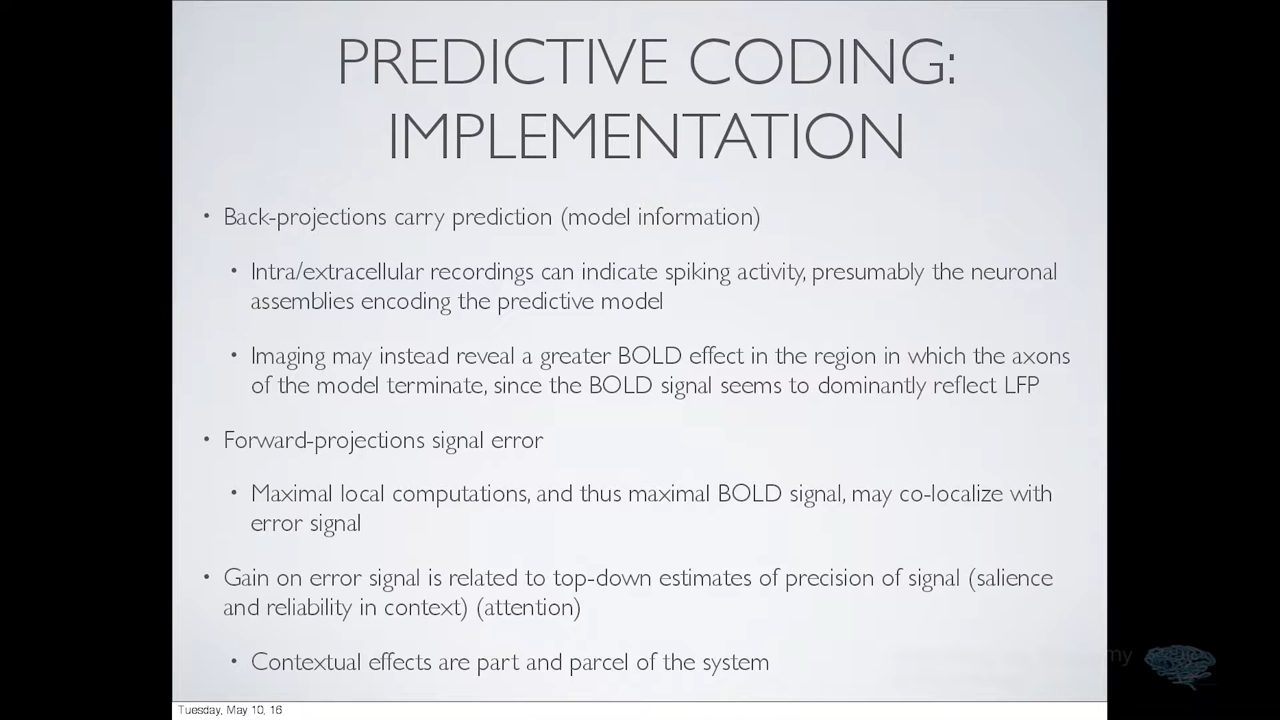 PREDICTIVE CODING:
IMPLEMENTATION
• Back-projections carry prediction (model information)
• Intra/extracellular recordings can indicate spiking activity, presumably the neuronal
assemblies encoding the predictive model
• Imaging may instead reveal a greater BOLD effect in the region in which the axons
of the model terminate, since the BOLD signal seems to dominantly reflect LFP
• Forward-projections signal error
• Maximal local computations, and thus maximal BOLD signal, may co-localize with
error signal
• Gain on error signal is related to top-down estimates of precision of signal (salience
and reliability in context) (attention)
• Contextual effects are part and parcel of the system
Tuesday, May 10, 16